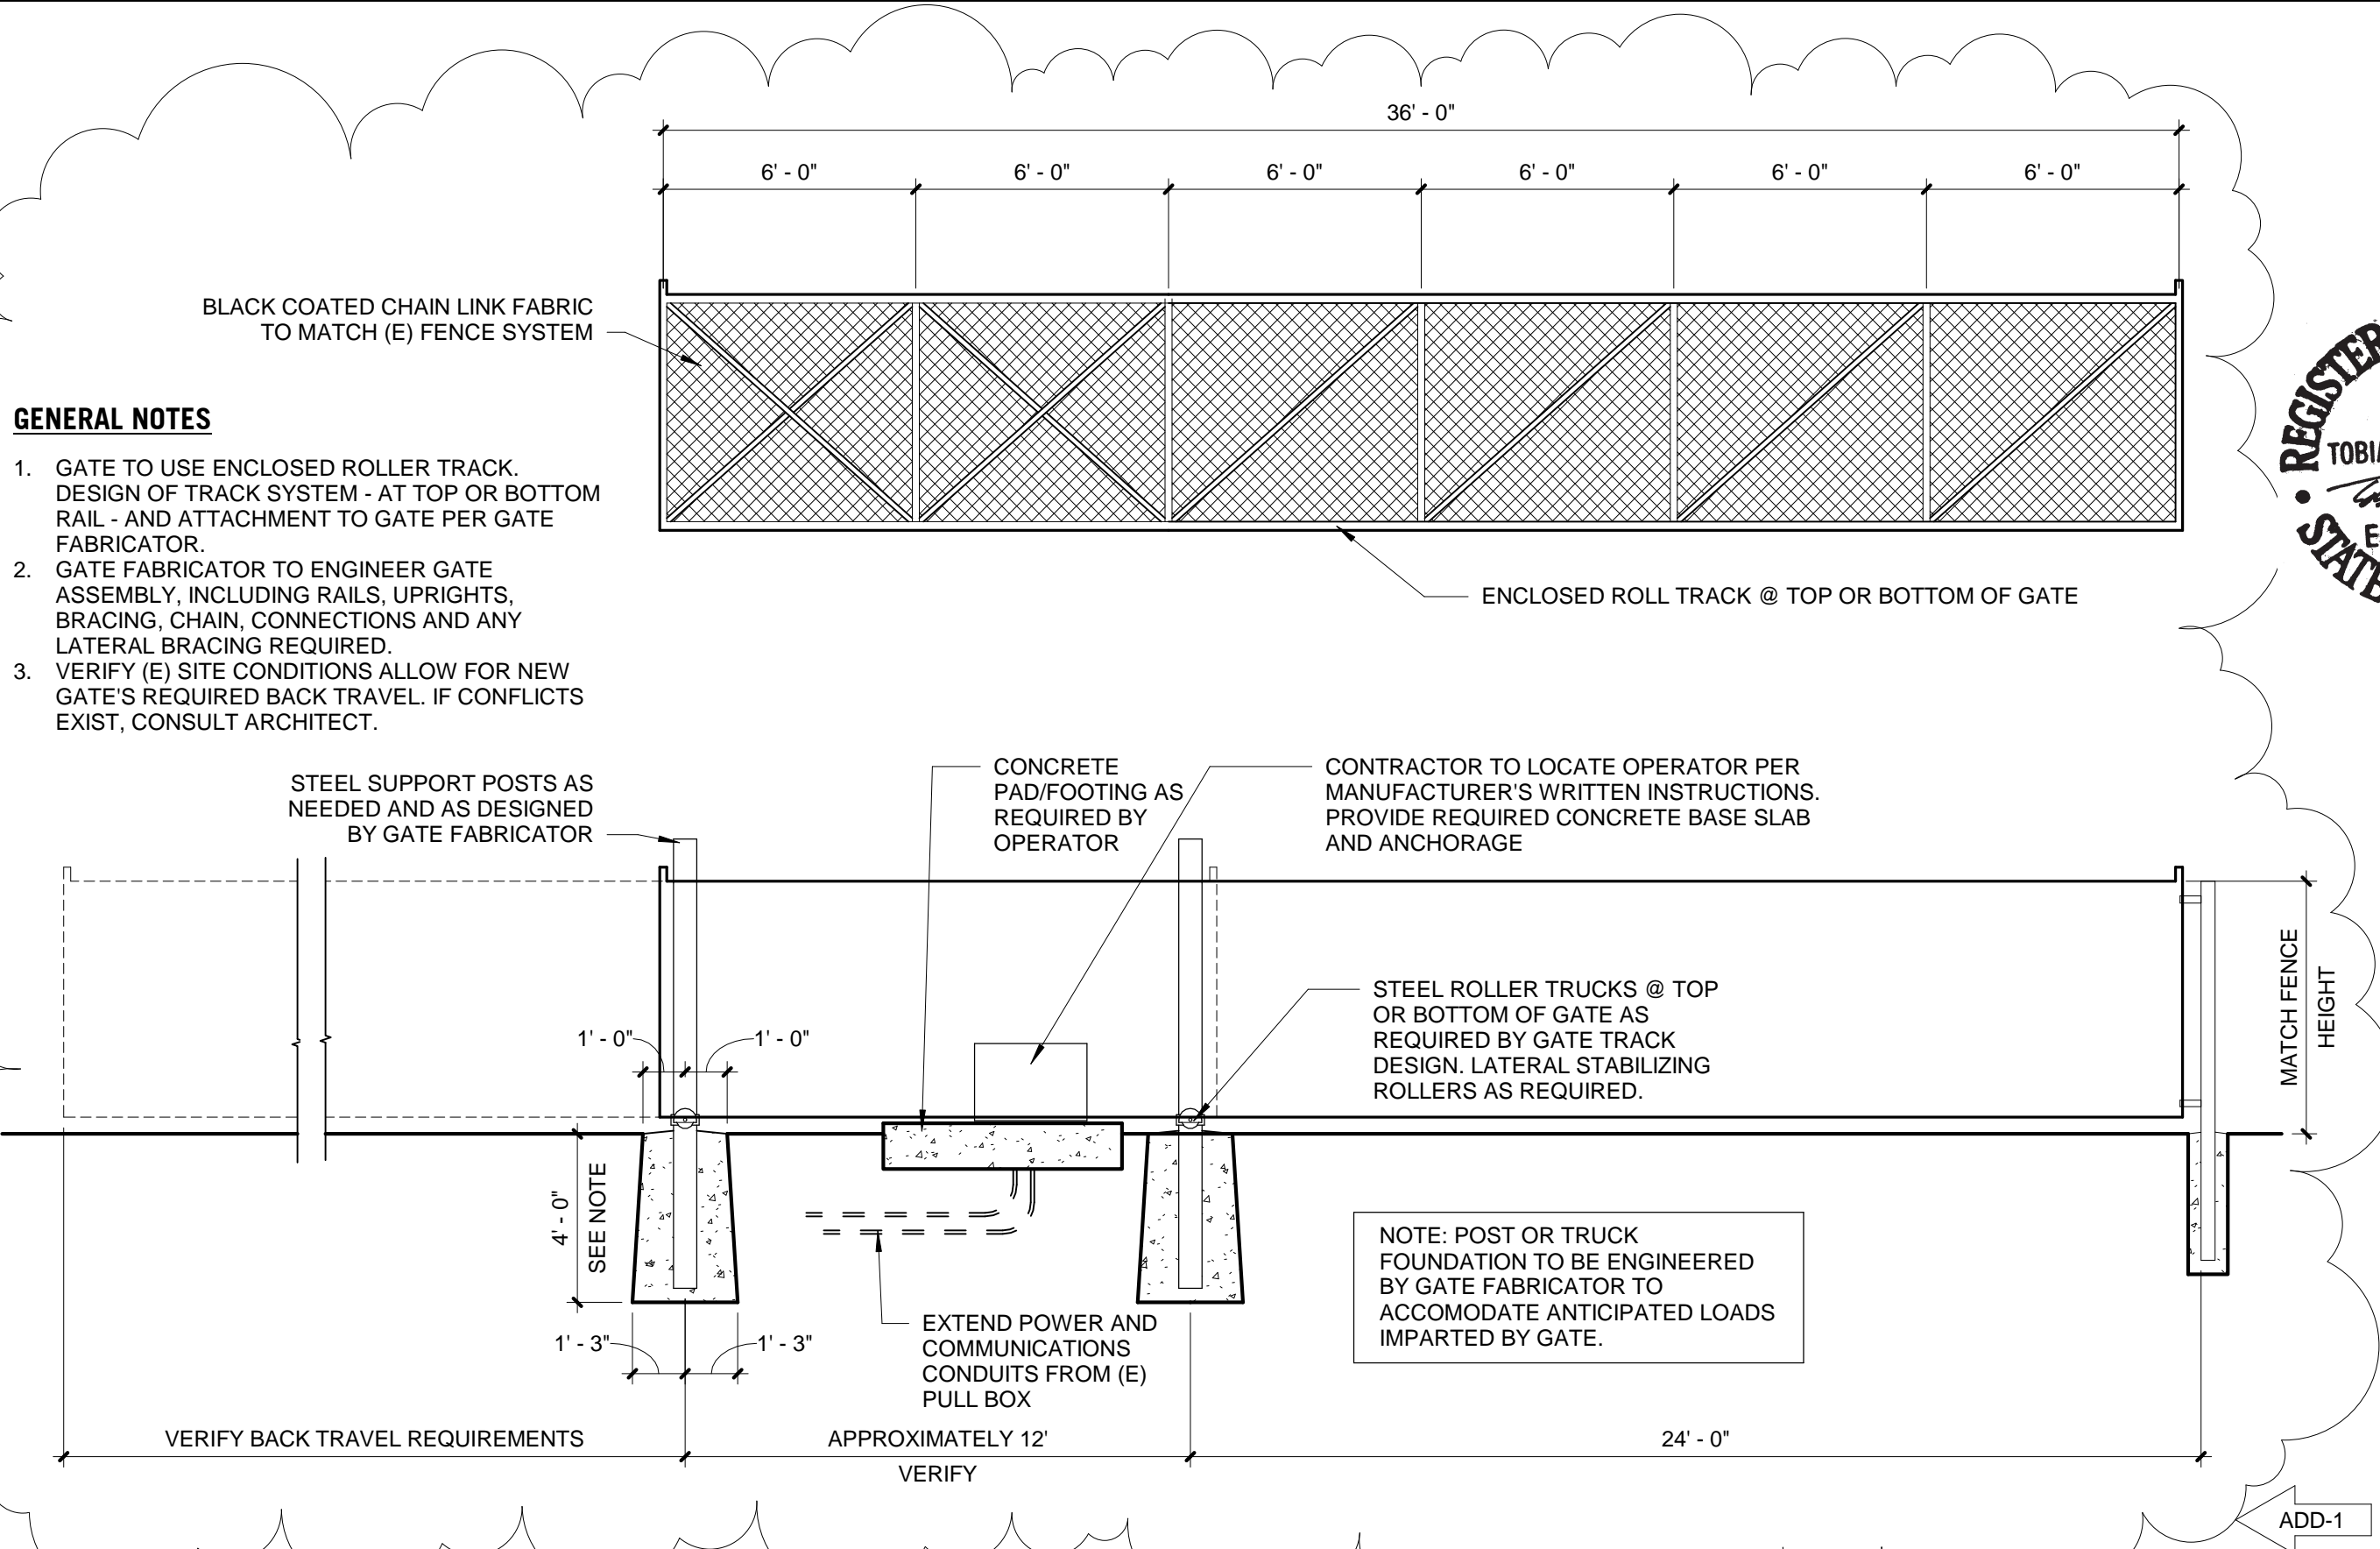 36' - 0"
6' - 0"
6' - 0"
6' - 0"
6' - 0"
6' - 0"
6' - 0"
BLACK COATED CHAIN LINK FABRIC
TO MATCH (E) FENCE SYSTEM
ENCLOSED ROLL TRACK @ TOP OR BOTTOM OF GATE
GENERAL NOTES
1. GATE TO USE ENCLOSED ROLLER TRACK.
DESIGN OF TRACK SYSTEM - AT TOP OR BOTTOM
RAIL - AND ATTACHMENT TO GATE PER GATE
FABRICATOR.
2. GATE FABRICATOR TO ENGINEER GATE
ASSEMBLY, INCLUDING RAILS, UPRIGHTS,
BRACING, CHAIN, CONNECTIONS AND ANY
LATERAL BRACING REQUIRED.
3. VERIFY (E) SITE CONDITIONS ALLOW FOR NEW
GATE'S REQUIRED BACK TRAVEL. IF CONFLICTS
EXIST, CONSULT ARCHITECT.
STEEL SUPPORT POSTS AS
NEEDED AND AS DESIGNED
BY GATE FABRICATOR
CONCRETE
PAD/FOOTING AS
REQUIRED BY
OPERATOR
CONTRACTOR TO LOCATE OPERATOR PER
MANUFACTURER'S WRITTEN INSTRUCTIONS.
PROVIDE REQUIRED CONCRETE BASE SLAB
AND ANCHORAGE
STEEL ROLLER TRUCKS @ TOP
OR BOTTOM OF GATE AS
REQUIRED BY GATE TRACK
DESIGN. LATERAL STABILIZING
ROLLERS AS REQUIRED.
MATCH FENCE
HEIGHT
1' - 0"
1' - 0"
4' - 0"
SEE NOTE
1' - 3"
1' - 3"
EXTEND POWER AND
COMMUNICATIONS
CONDUITS FROM (E)
PULL BOX
NOTE: POST OR TRUCK
FOUNDATION TO BE ENGINEERED
BY GATE FABRICATOR TO
ACCOMODATE ANTICIPATED LOADS
IMPARTED BY GATE.
VERIFY BACK TRAVEL REQUIREMENTS
APPROXIMATELY 12'
VERIFY
24' - 0"
ADD-1